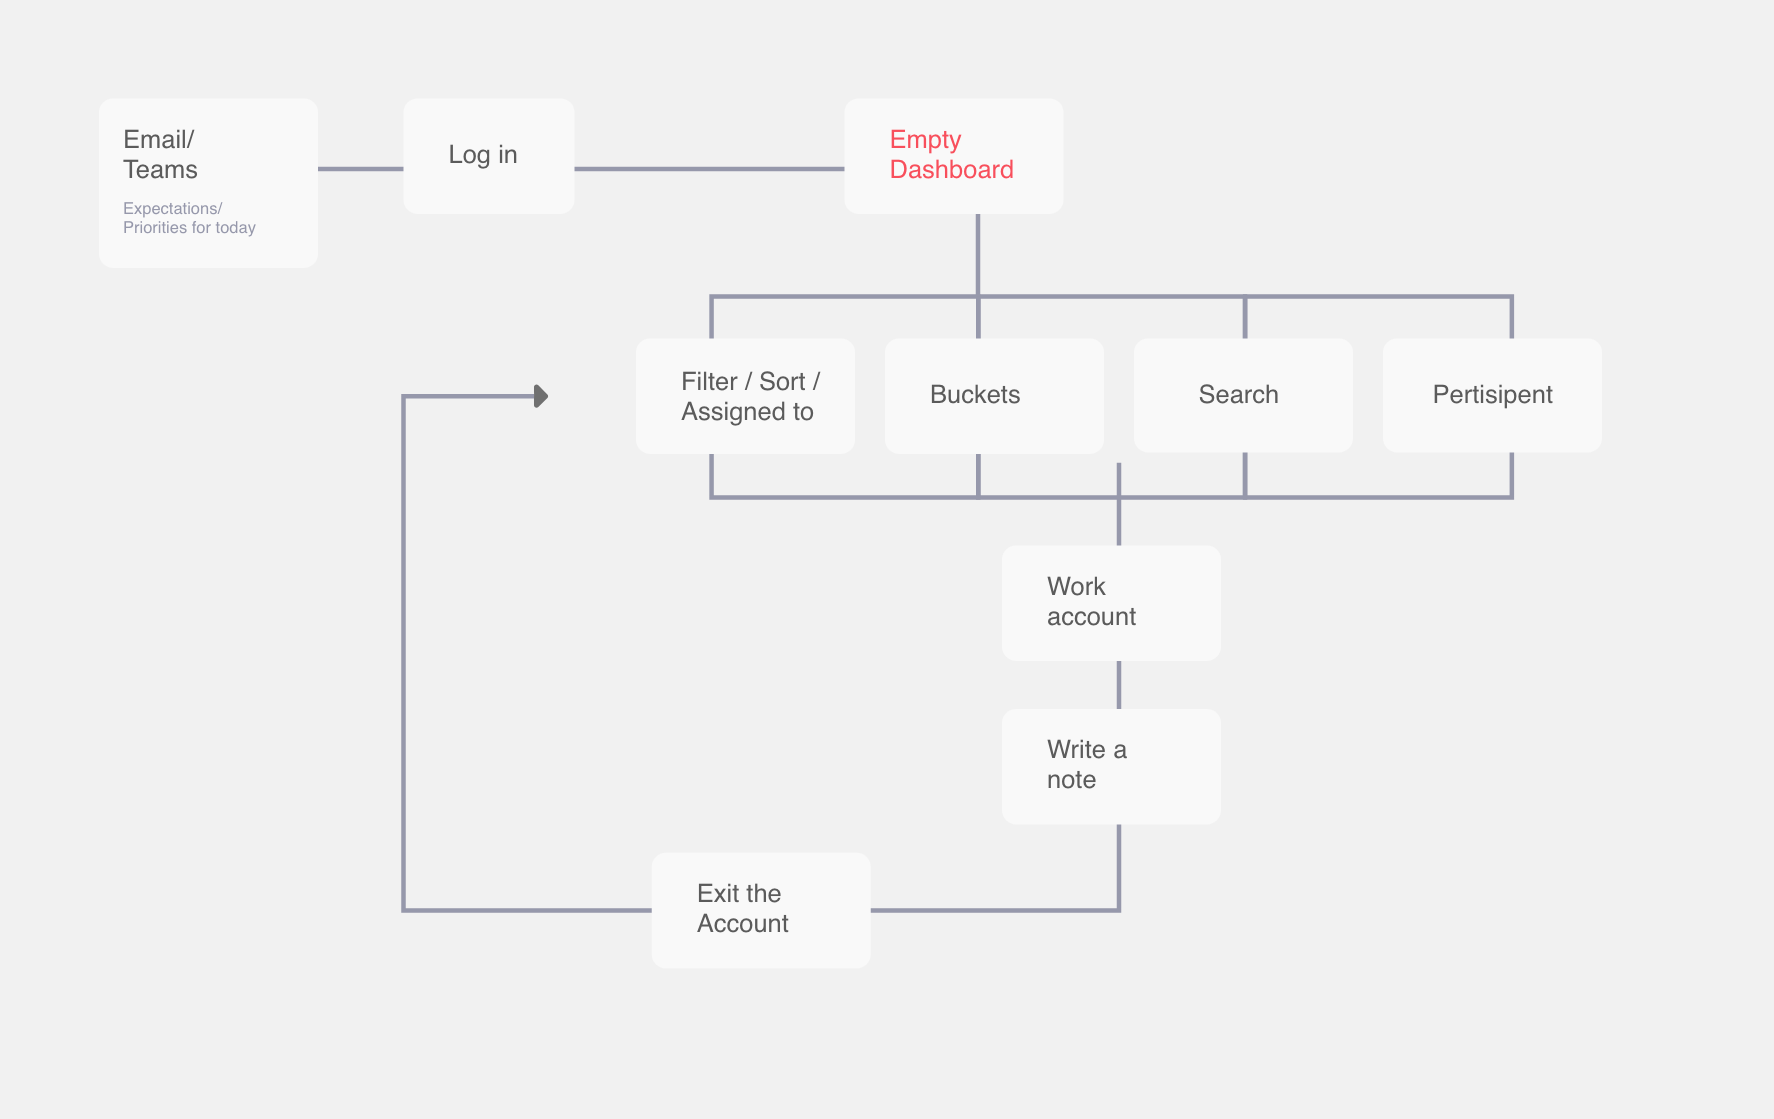 Email/
Teams
Expectations/
Priorities for today
Log in
Empty
Dashboard
Filter / Sort /
Assigned to
Buckets
Search
Pertisipent
Work
account
Write a
note
Exit the
Account